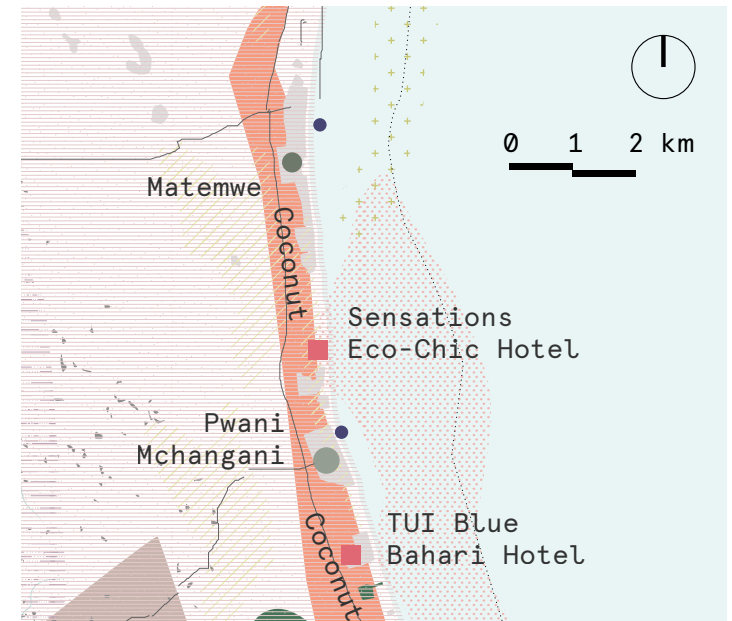 0 1 2 km
Matemwe
Coconut
Sensations
Eco-Chic Hotel
Pwani
Mchangani
TUI Blue
Bahari Hotel
Coconut